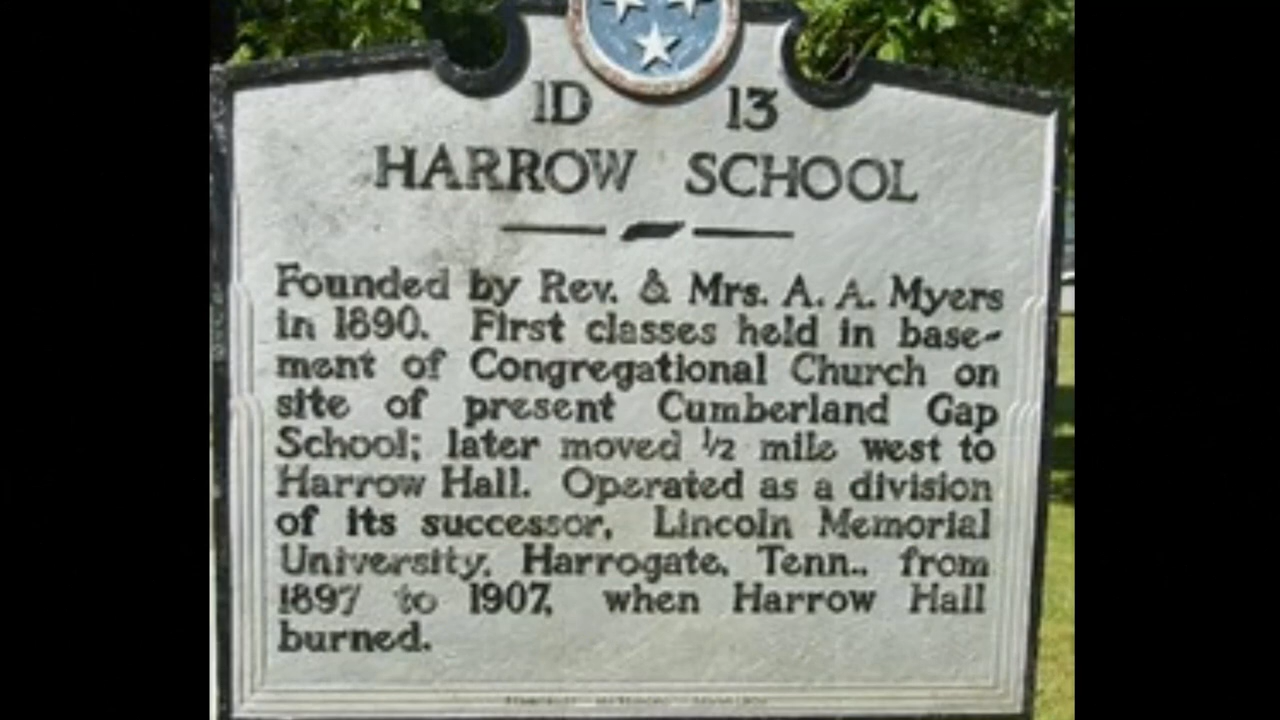 1D 13
HARROW SCHOOL
Founded by Rev. & Mrs. A. A. Myers
in 1890. First classes held in base-
ment of Congregational Church on
site of present Cumberland Gap
School; later moved 1/2 mile west to
Harrow Hall. Operated as a division
of its successor, Lincoln Memorial
University, Harrogate, Tenn., from
1897 to 1907, when Harrow Hall
burned.